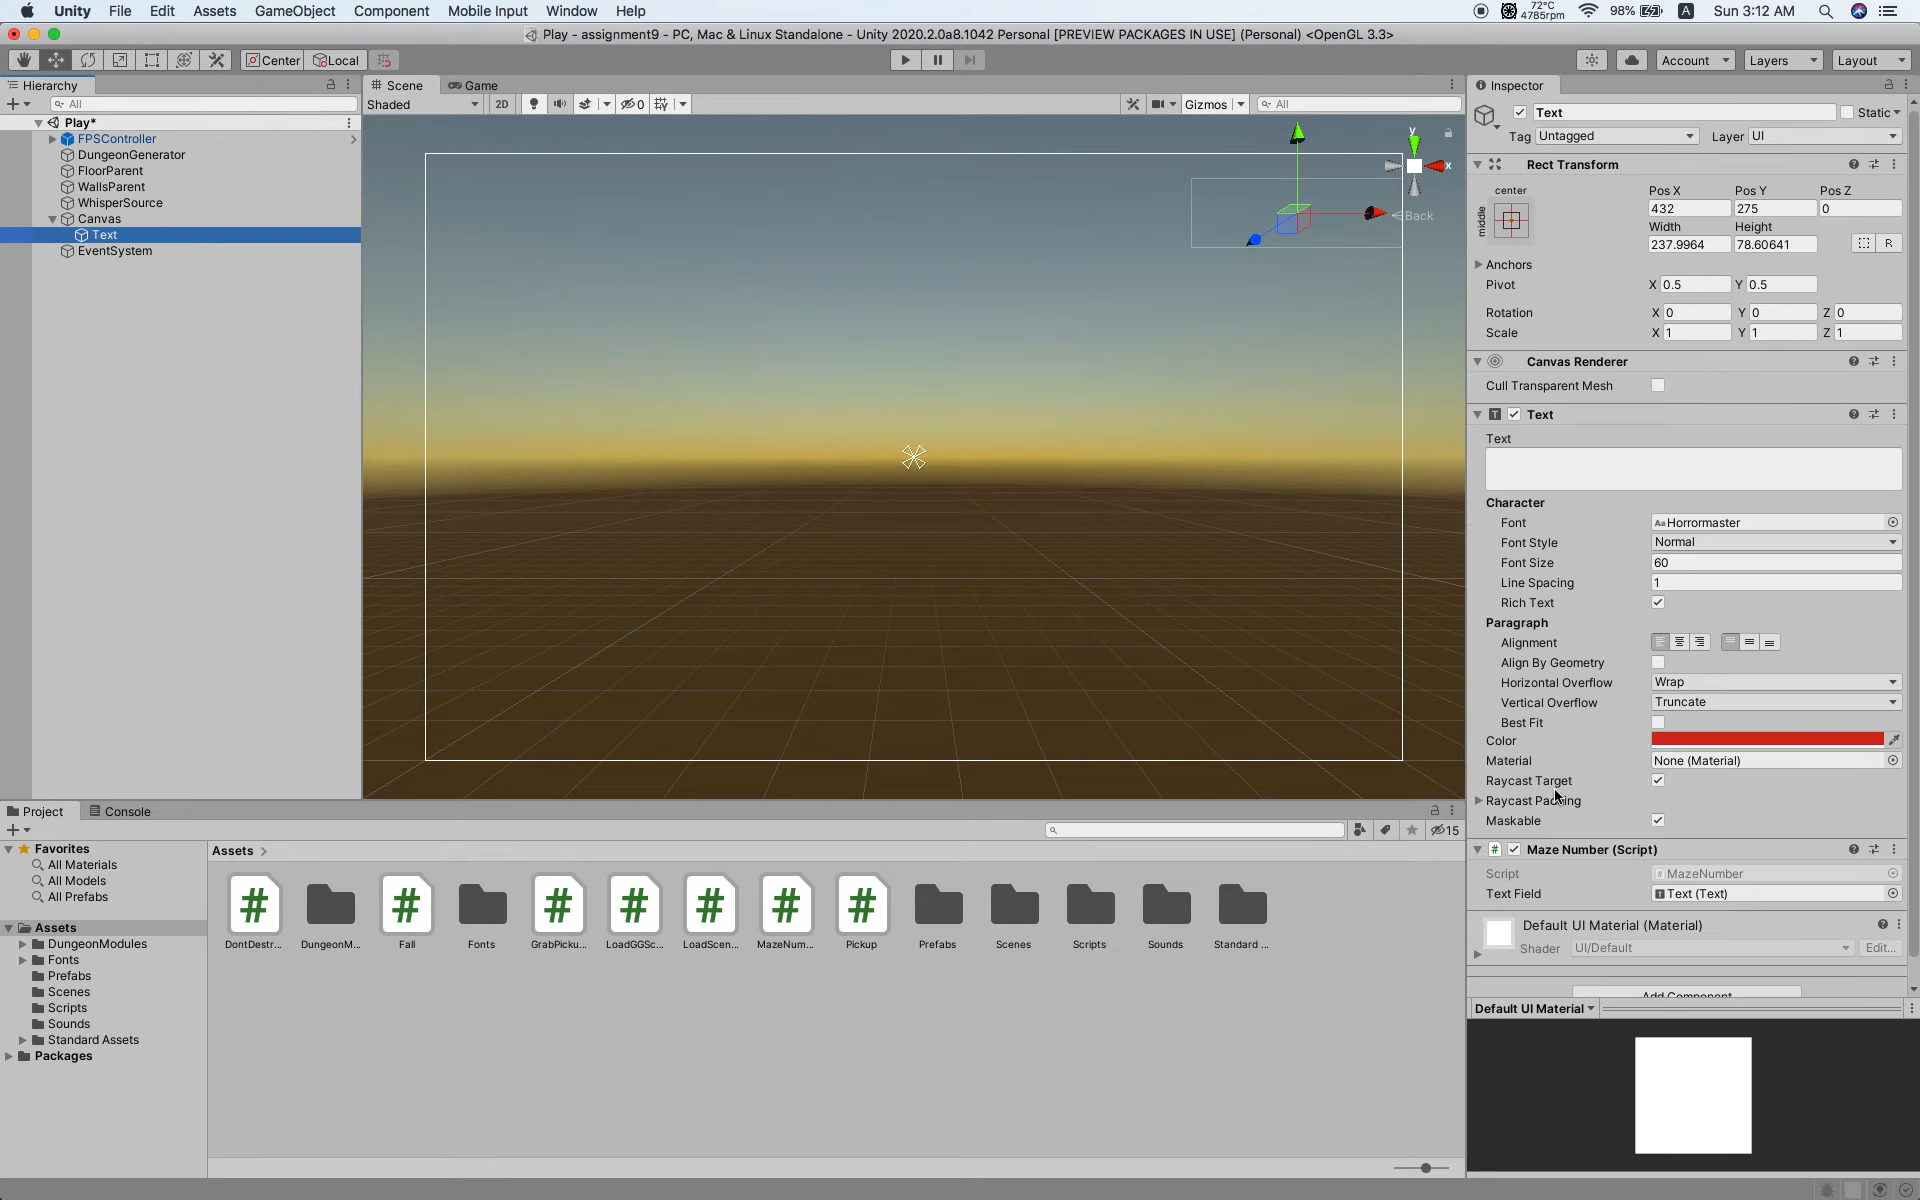 Unity File Edit Assets GameObject Component Mobile Input Window Help
72°C
4785rpm
98%
A
Sun 3:12 AM
Play - assignment9 - PC, Mac & Linux Standalone - Unity 2020.2.0a8.1042 Personal [PREVIEW PACKAGES IN USE] (Personal) <OpenGL 3.3>
Center Local
Account Layers Layout
Hierarchy
All
Play*
FPSController
DungeonGenerator
FloorParent
WallsParent
WhisperSource
Canvas
Text
EventSystem
Scene Game
Shaded 2D 0 Gizmos All
y
x
Back
Inspector
Text Static
Tag Untagged Layer UI
Rect Transform
center
middle
Pos X Pos Y Pos Z
432 275 0
Width Height
237.9964 78.60641
R
Anchors
Pivot X 0.5 Y 0.5
Rotation X 0 Y 0 Z 0
Scale X 1 Y 1 Z 1
Canvas Renderer
Cull Transparent Mesh
Text
Text
Character
Font Aa Horrormaster
Font Style Normal
Font Size 60
Line Spacing 1
Rich Text
Paragraph
Alignment
Align By Geometry
Horizontal Overflow Wrap
Vertical Overflow Truncate
Best Fit
Color
Material None (Material)
Raycast Target
Raycast Padding
Maskable
# Maze Number (Script)
Script # MazeNumber
Text Field Text (Text)
Default UI Material (Material)
Shader UI/Default Edit...
Add Component
Default UI Material
Project Console
15
Favorites
All Materials
All Models
All Prefabs
Assets
DungeonModules
Fonts
Prefabs
Scenes
Scripts
Sounds
Standard Assets
Packages
Assets
DontDestr... DungeonM... Fall Fonts GrabPicku... LoadGGSc... LoadScen... MazeNum... Pickup Prefabs Scenes Scripts Sounds Standard ...